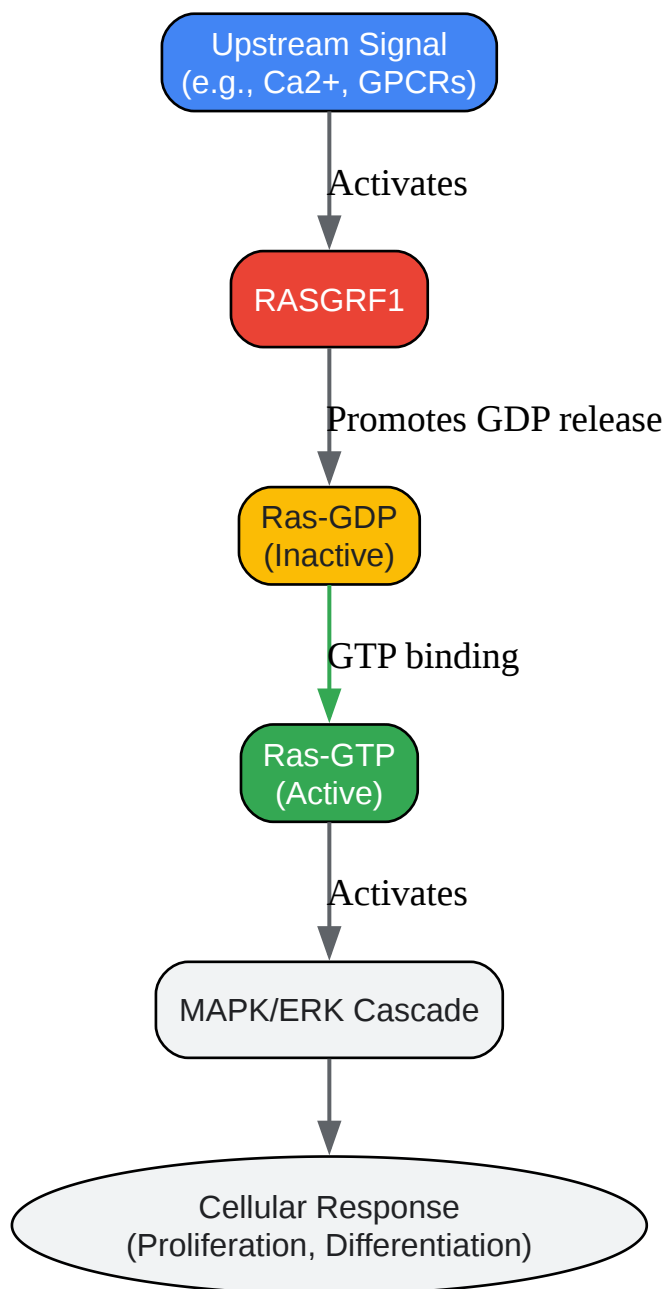 Upstream Signal
(e.g., Ca2+, GPCRs)
Activates
RASGRF1
Promotes GDP release
Ras-GDP
(Inactive)
GTP binding
Ras-GTP
(Active)
Activates
MAPK/ERK Cascade
Cellular Response
(Proliferation, Differentiation)